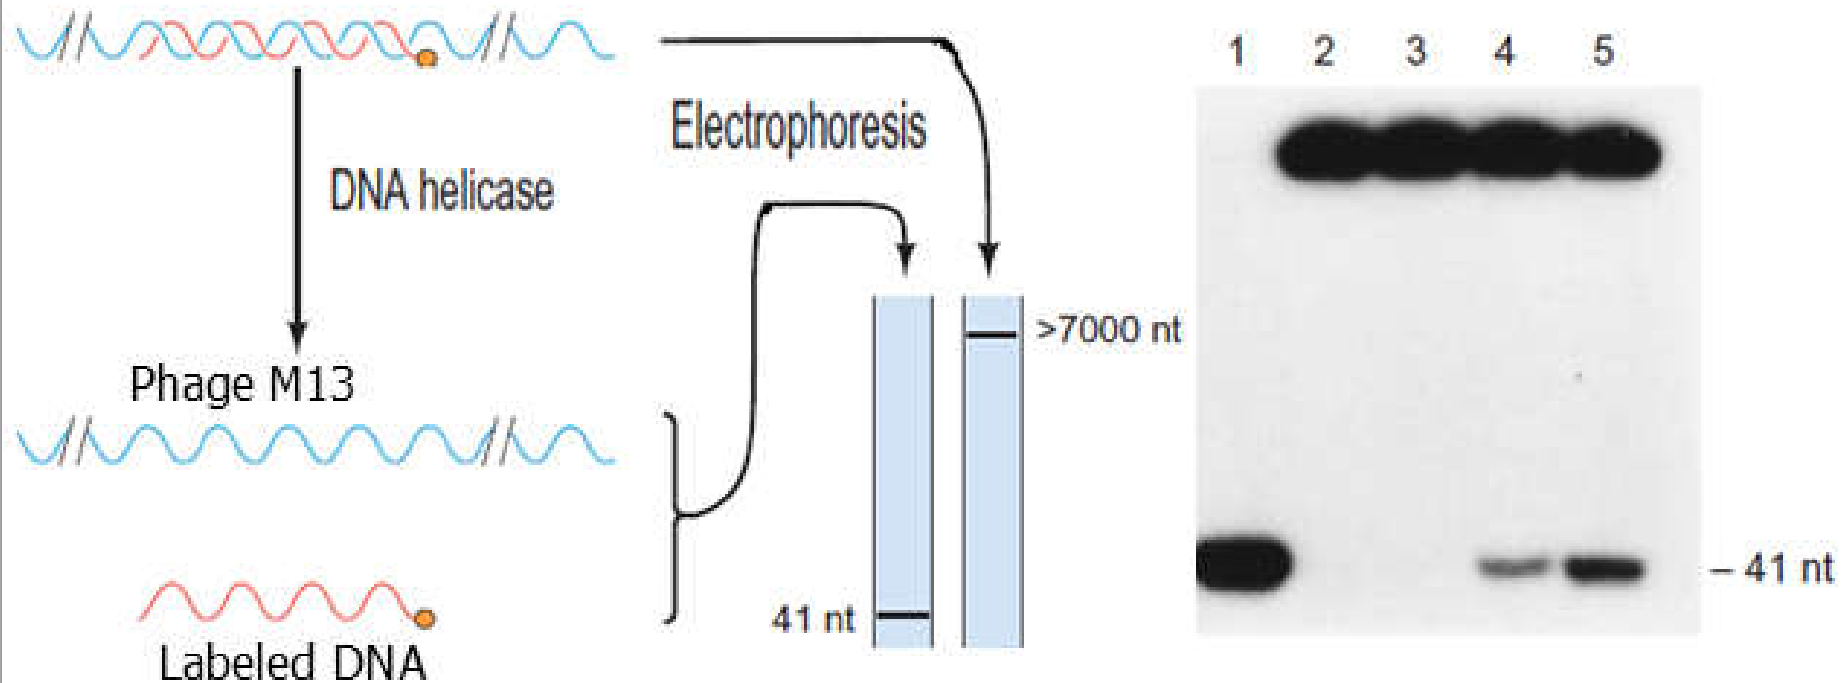 DNA helicase
Phage M13
Labeled DNA
Electrophoresis
>7000 nt
41 nt
1 2 3 4 5
– 41 nt